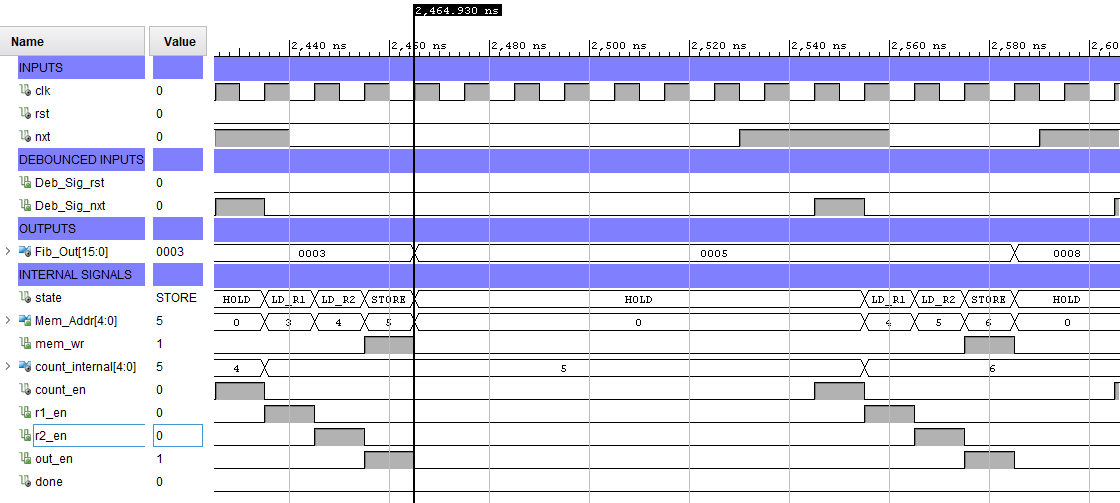 2,464.930 ns
Name Value 2,440 ns 2,460 ns 2,480 ns 2,500 ns 2,520 ns 2,540 ns 2,560 ns 2,580 ns 2,60
INPUTS
clk 0
rst 0
nxt 0
DEBOUNCED INPUTS
Deb_Sig_rst 0
Deb_Sig_nxt 0
OUTPUTS
Fib_Out[15:0] 0003 0003 0005 0008
INTERNAL SIGNALS
state STORE HOLD LD_R1 LD_R2 STORE HOLD LD_R1 LD_R2 STORE HOLD
Mem_Addr[4:0] 5 0 3 4 5 0 4 5 6 0
mem_wr 1
count_internal[4:0] 5 4 5 6
count_en 0
r1_en 0
r2_en 0
out_en 1
done 0